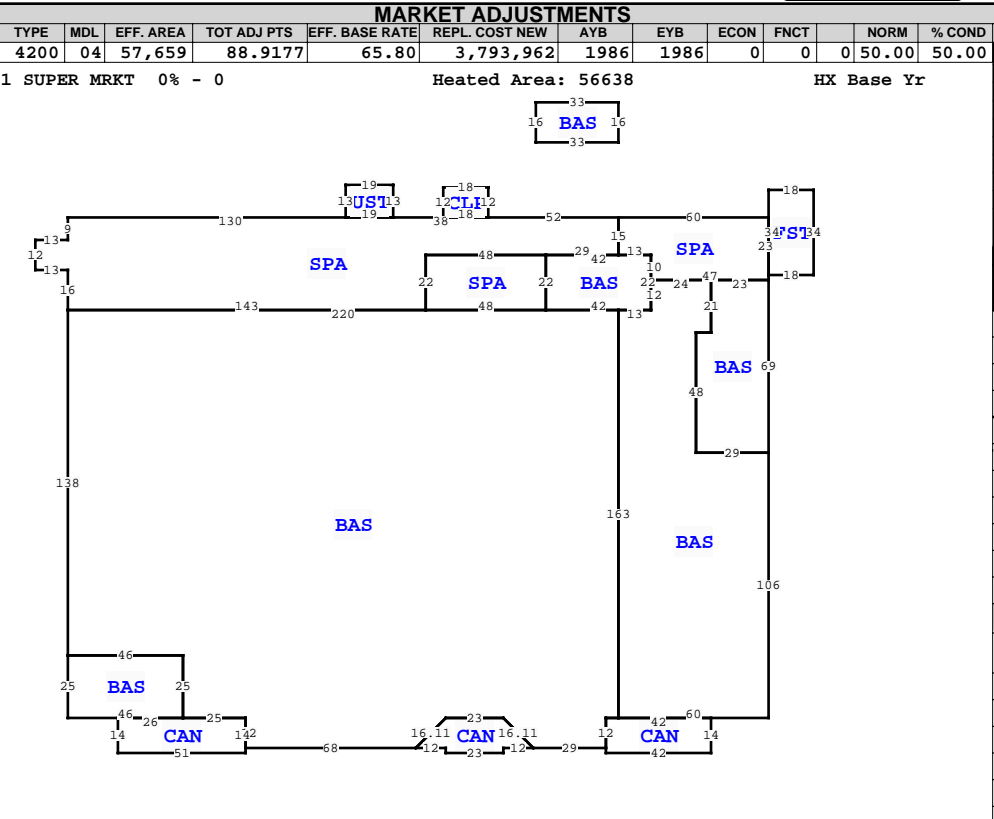 MARKET ADJUSTMENTS
TYPE MDL EFF. AREA TOT ADJ PTS EFF. BASE RATE REPL. COST NEW AYB EYB ECON FNCT NORM % COND
4200 04 57,659 88.9177 65.80 3,793,962 1986 1986 0 0 0 50.00 50.00
1 SUPER MRKT 0% - 0 Heated Area: 56638 HX Base Yr
33
16 BAS 16
33
19 18 18
13 UST 13 12 12
19 18
9 130 38 52 60 34 FST 34
13 15 23
12 SPA 48 29 42 13 SPA
13 10 18
16 22 SPA 22 BAS 22 24 47 23
12
143 220 48 42 13 21
BAS 69
48
29
138
163
BAS BAS
106
46
25 BAS 25
46 26 25 23 42 60
14 CAN 16.11 CAN 16.11 12 CAN 14
51 68 12 23 12 29 42